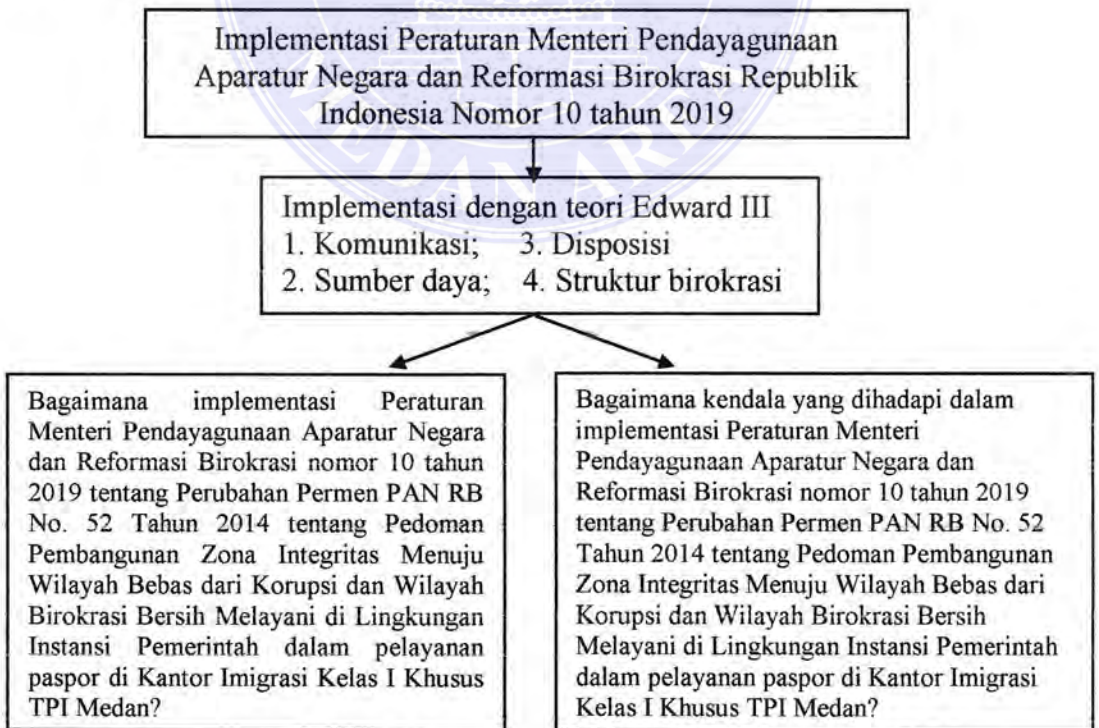 Implementasi Peraturan Menteri Pendayagunaan
Aparatur Negara dan Reformasi Birokrasi Republik
Indonesia Nomor 10 tahun 2019
Implementasi dengan teori Edward III
1. Komunikasi; 3. Disposisi
2. Sumber daya; 4. Struktur birokrasi
Bagaimana implementasi Peraturan
Menteri Pendayagunaan Aparatur Negara
dan Reformasi Birokrasi nomor 10 tahun
2019 tentang Perubahan Permen PAN RB
No. 52 Tahun 2014 tentang Pedoman
Pembangunan Zona Integritas Menuju
Wilayah Bebas dari Korupsi dan Wilayah
Birokrasi Bersih Melayani di Lingkungan
Instansi Pemerintah dalam pelayanan
paspor di Kantor Imigrasi Kelas I Khusus
TPI Medan?
Bagaimana kendala yang dihadapi dalam
implementasi Peraturan Menteri
Pendayagunaan Aparatur Negara dan
Reformasi Birokrasi nomor 10 tahun 2019
tentang Perubahan Permen PAN RB No. 52
Tahun 2014 tentang Pedoman Pembangunan
Zona Integritas Menuju Wilayah Bebas dari
Korupsi dan Wilayah Birokrasi Bersih
Melayani di Lingkungan Instansi Pemerintah
dalam pelayanan paspor di Kantor Imigrasi
Kelas I Khusus TPI Medan?
MEDAN AREA